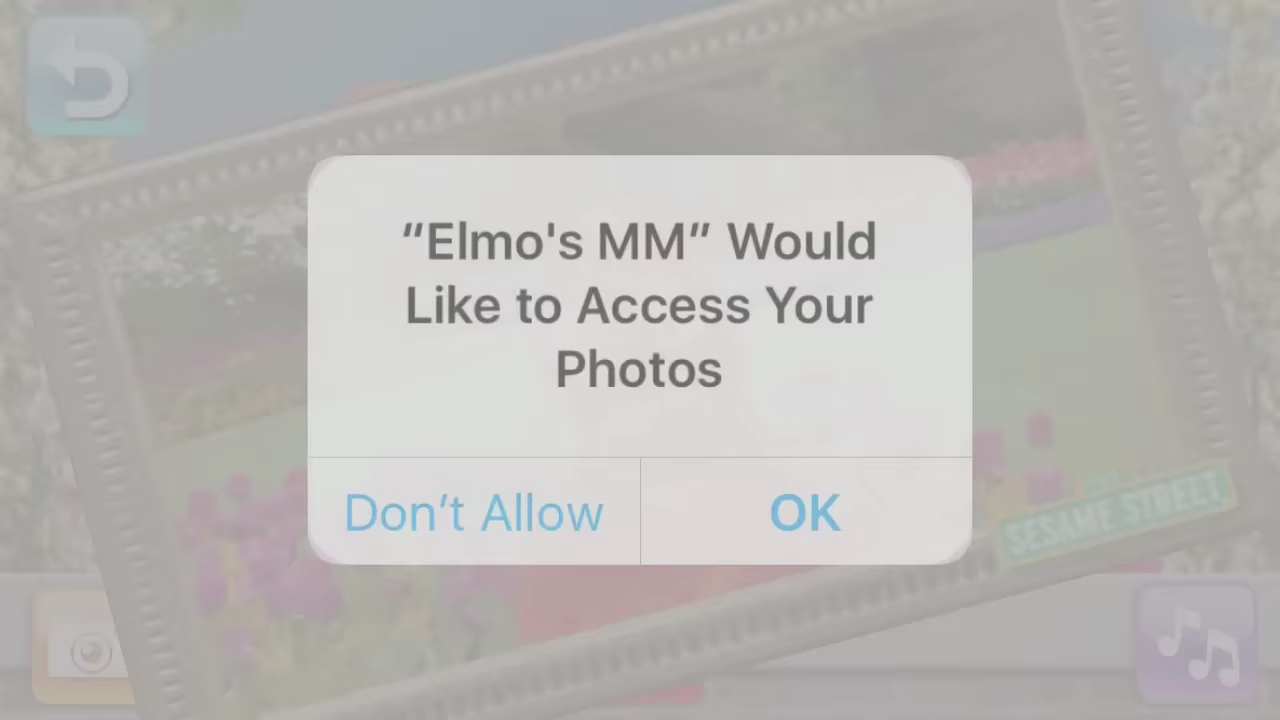 “Elmo's MM” Would
Like to Access Your
Photos
Don’t Allow
OK
SESAME STREET